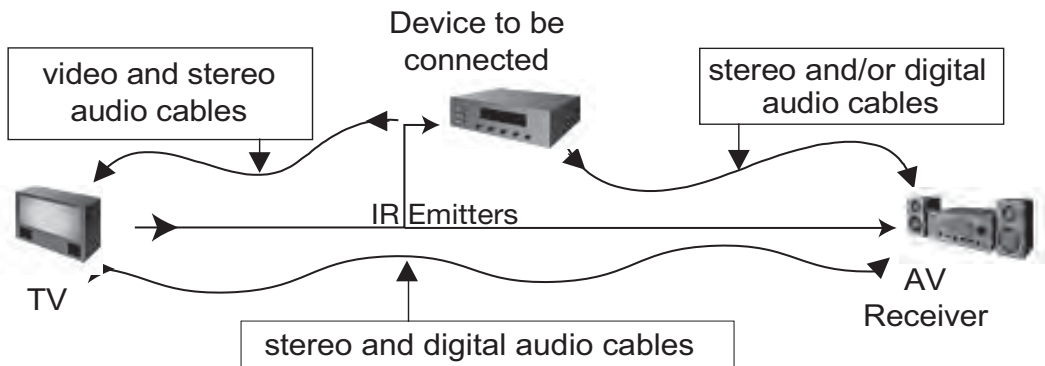 Device to be
connected
video and stereo
audio cables
stereo and/or digital
audio cables
IR Emitters
TV
AV
Receiver
stereo and digital audio cables